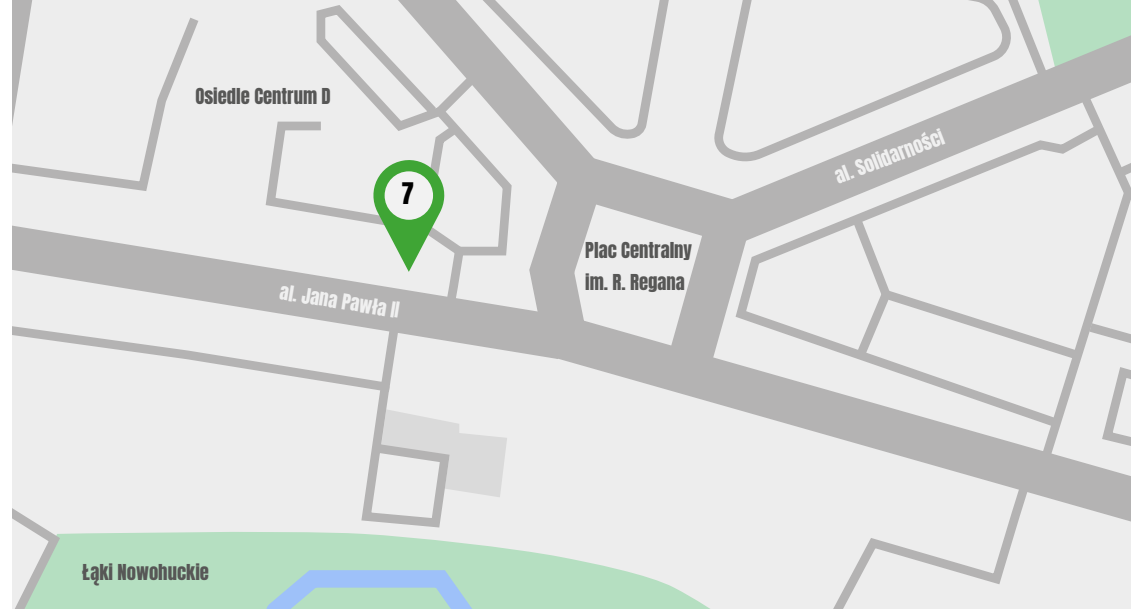 Osiedle Centrum D
al. Solidarności
7
Plac Centralny
im. R. Regana
al. Jana Pawła II
Łąki Nowohuckie